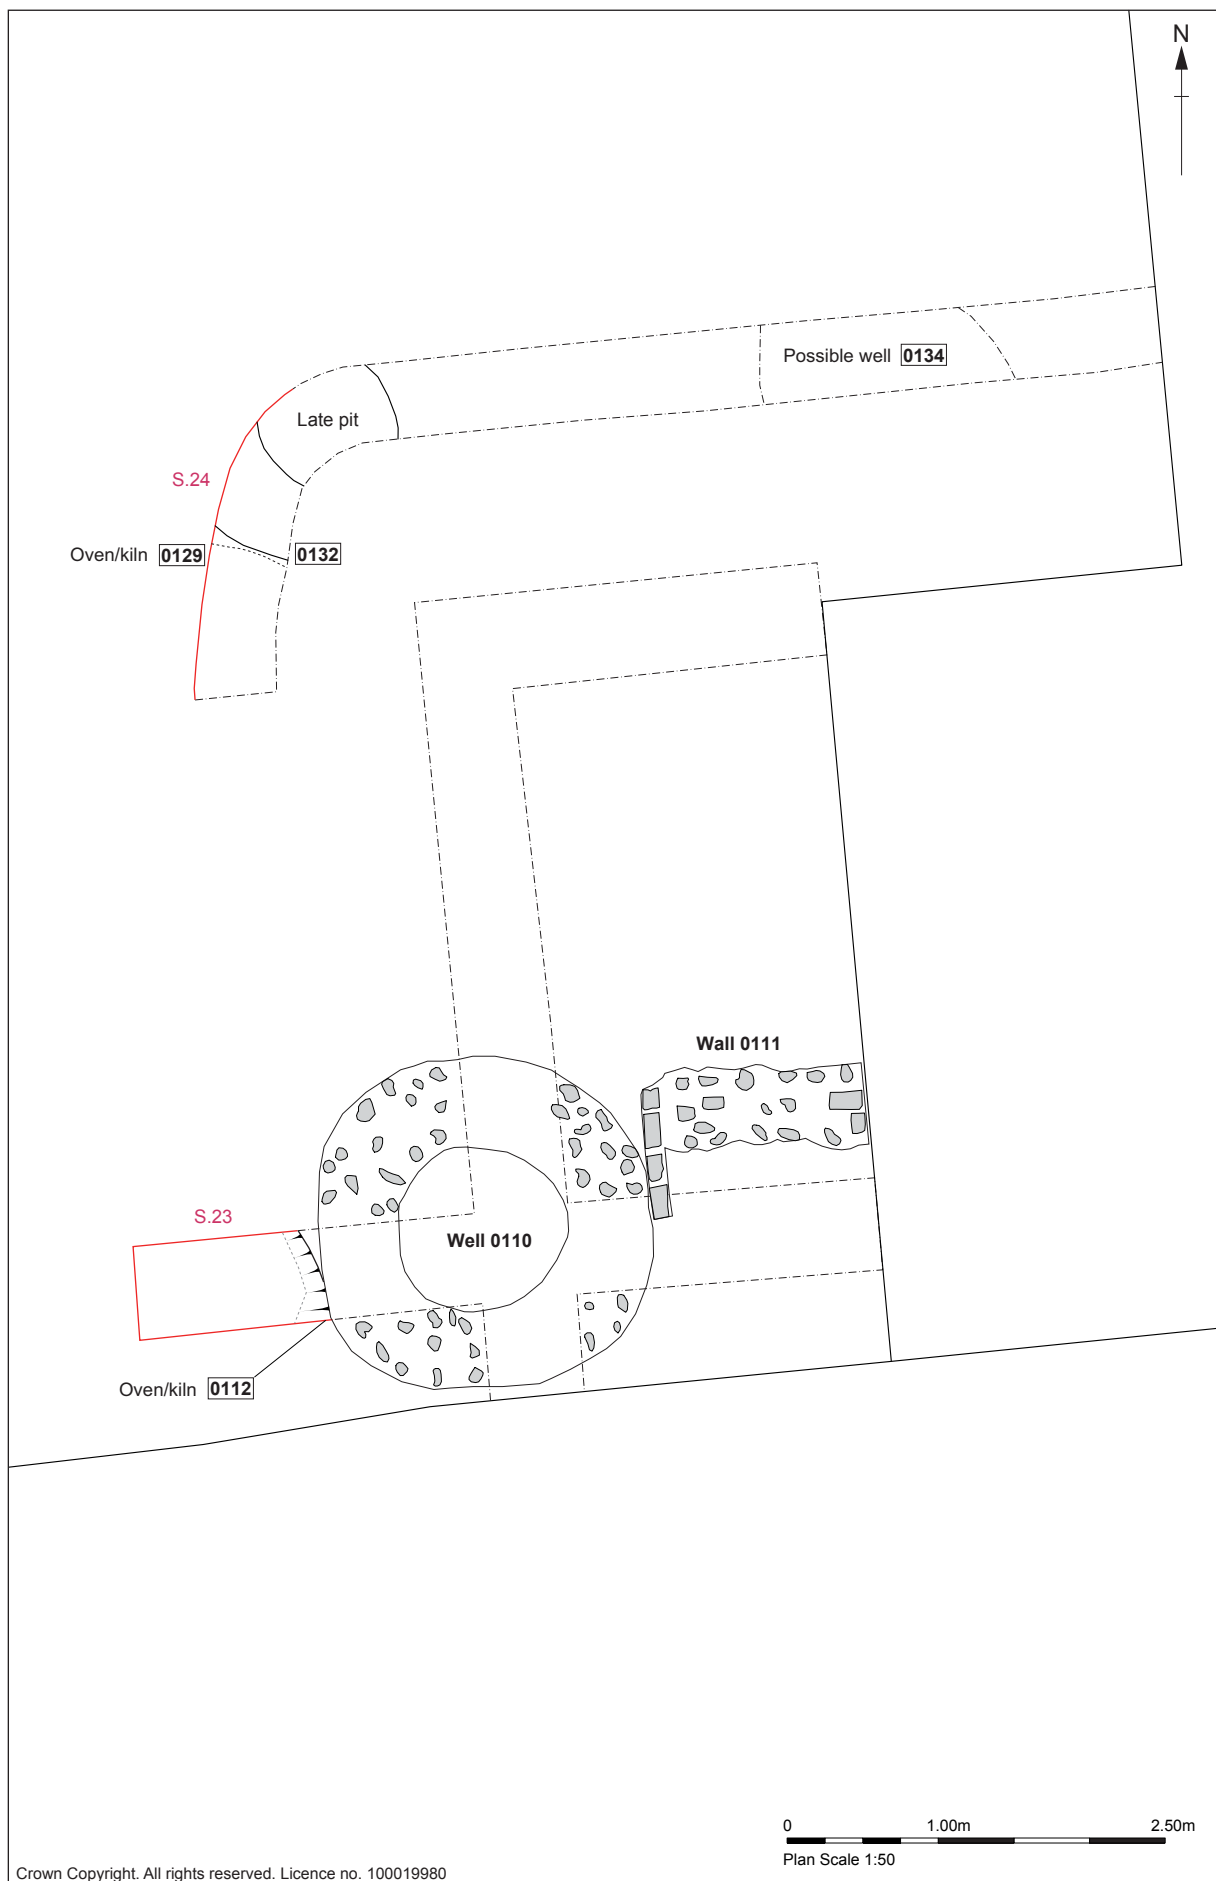 N
Possible well 0134
Late pit
S.24
Oven/kiln 0129
0132
Wall 0111
S.23
Well 0110
Oven/kiln 0112
0 1.00m 2.50m
Plan Scale 1:50
Crown Copyright. All rights reserved. Licence no. 100019980